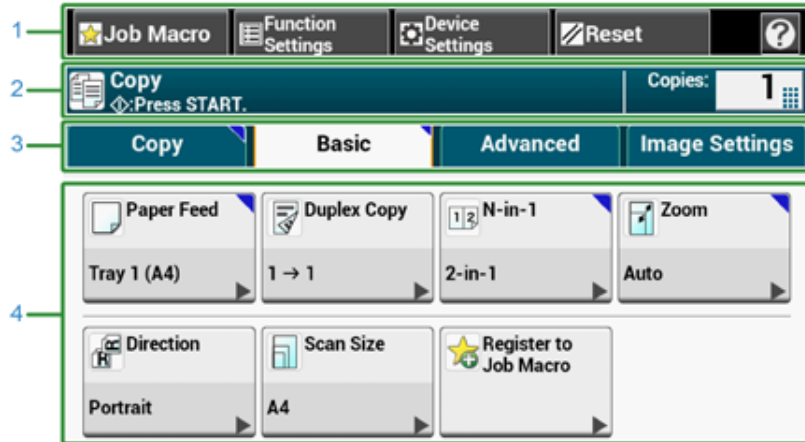 1
Job Macro
Function
Settings
Device
Settings
Reset
?
2
Copy
:Press START.
Copies:
1
3
Copy
Basic
Advanced
Image Settings
4
Paper Feed
Tray 1 (A4)
Duplex Copy
1 → 1
1 2
N-in-1
2-in-1
Zoom
Auto
R R
Direction
Portrait
Scan Size
A4
Register to
Job Macro